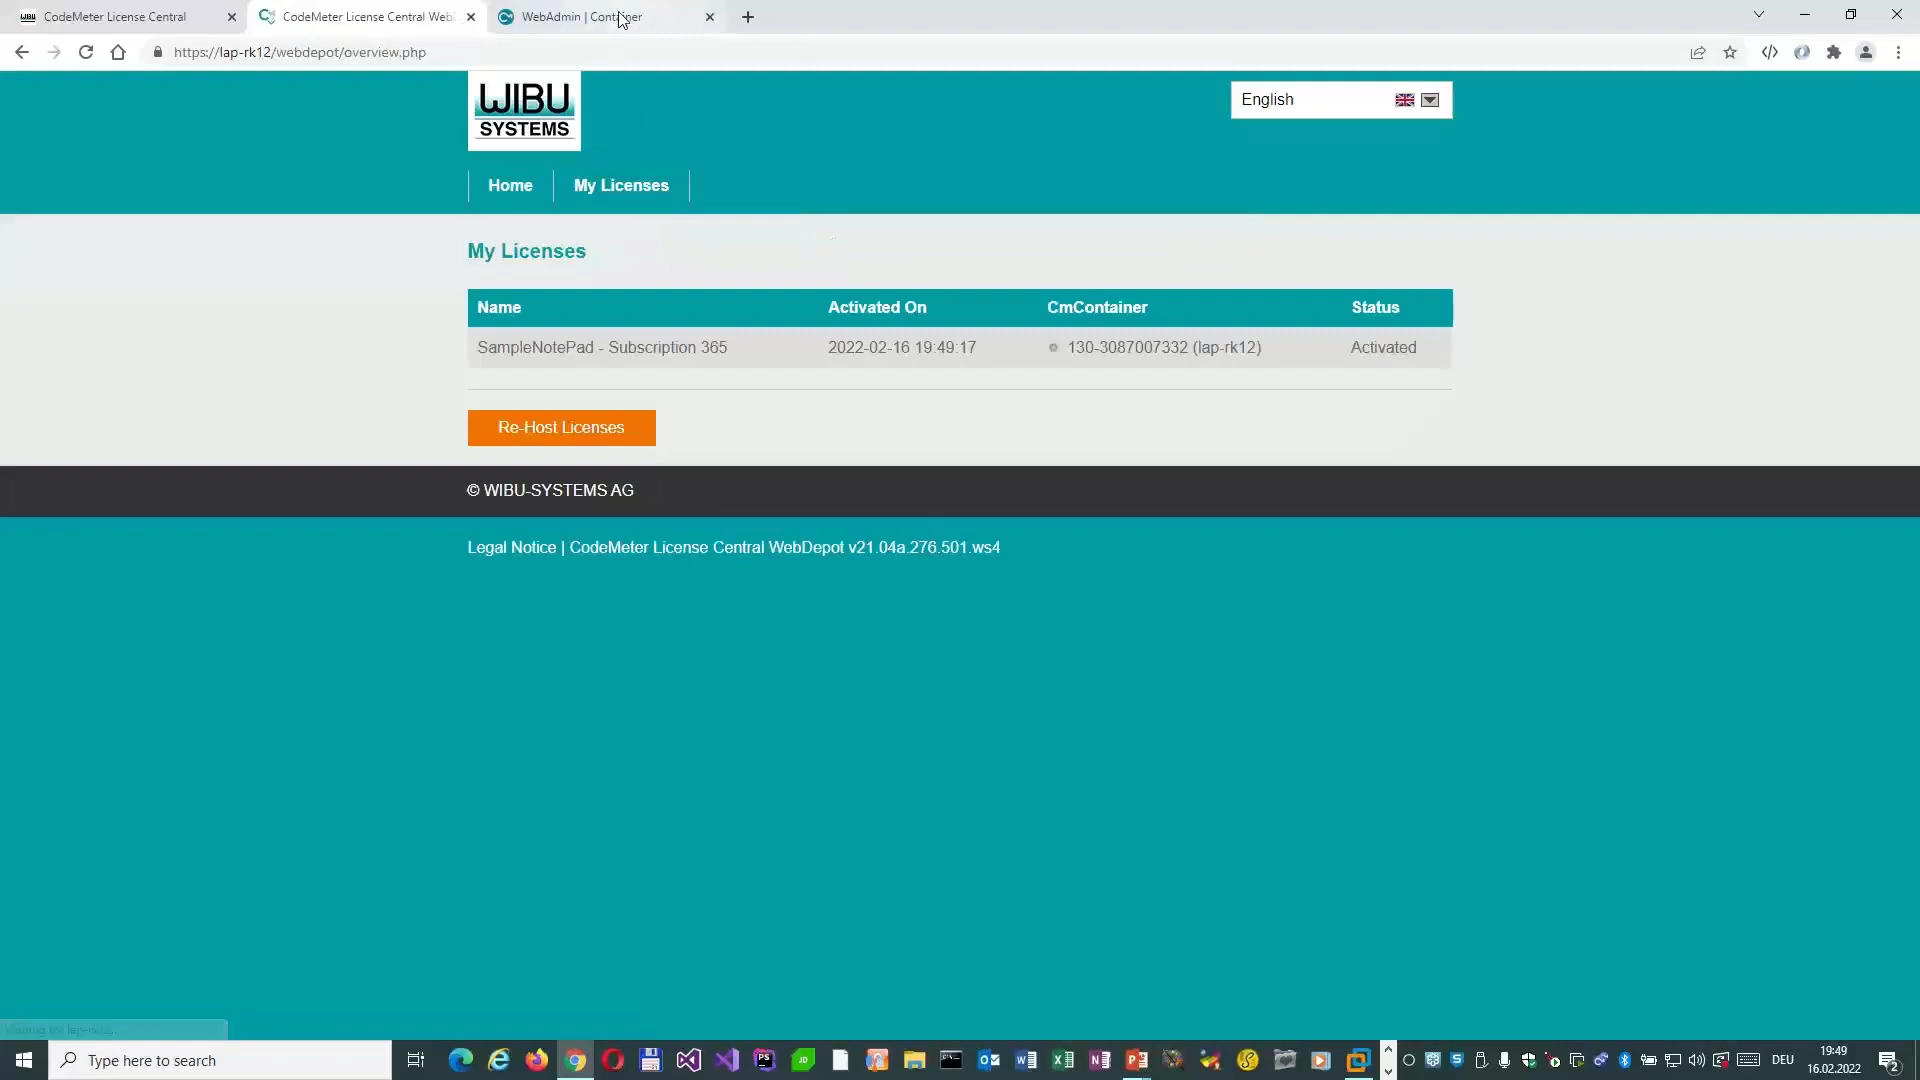 CodeMeter License Central
CodeMeter License Central Web
WebAdmin | Container
https://lap-rk12/webdepot/overview.php
WIBU
SYSTEMS
English
Home
My Licenses
My Licenses
Name Activated On CmContainer Status
SampleNotePad - Subscription 365 2022-02-16 19:49:17 130-3087007332 (lap-rk12) Activated
Re-Host Licenses
© WIBU-SYSTEMS AG
Legal Notice | CodeMeter License Central WebDepot v21.04a.276.501.ws4
Type here to search
DEU
19:49
16.02.2022
2